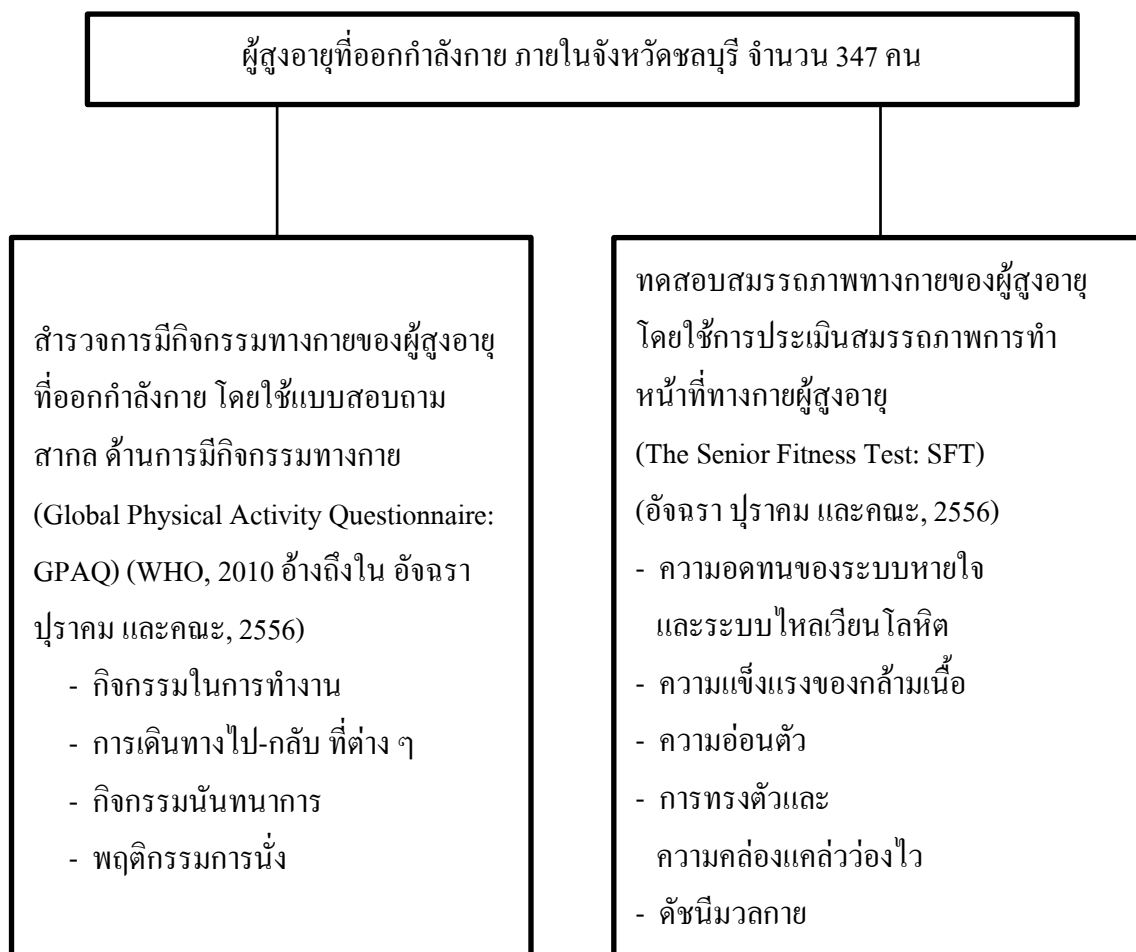 ผู้สูงอายุที่ออกกำลังกาย ภายในจังหวัดชลบุรี จำนวน 347 คน
สำรวจการมีกิจกรรมทางกายของผู้สูงอายุ
ที่ออกกำลังกาย โดยใช้แบบสอบถาม
สากล ด้านการมีกิจกรรมทางกาย
(Global Physical Activity Questionnaire:
GPAQ) (WHO, 2010 อ้างถึงใน อัจฉรา
ปุราคม และคณะ, 2556)
- กิจกรรมในการทำงาน
- การเดินทางไป-กลับ ที่ต่าง ๆ
- กิจกรรมนันทนาการ
- พฤติกรรมการนั่ง
ทดสอบสมรรถภาพทางกายของผู้สูงอายุ
โดยใช้การประเมินสมรรถภาพการทำ
หน้าที่ทางกายผู้สูงอายุ
(The Senior Fitness Test: SFT)
(อัจฉรา ปุราคม และคณะ, 2556)
- ความอดทนของระบบหายใจ
และระบบไหลเวียนโลหิต
- ความแข็งแรงของกล้ามเนื้อ
- ความอ่อนตัว
- การทรงตัวและ
ความคล่องแคล่วว่องไว
- ดัชนีมวลกาย